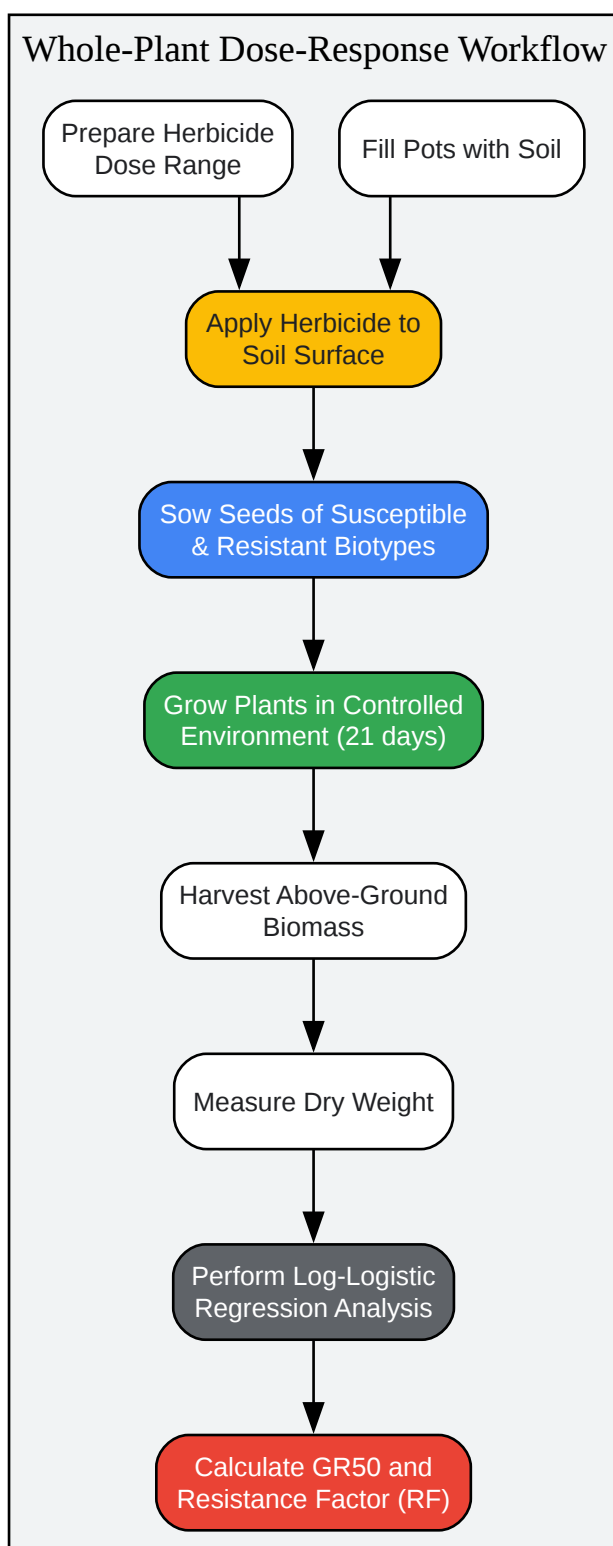 Whole-Plant Dose-Response Workflow
Prepare Herbicide
Dose Range
Fill Pots with Soil
Apply Herbicide to
Soil Surface
Sow Seeds of Susceptible
& Resistant Biotypes
Grow Plants in Controlled
Environment (21 days)
Harvest Above-Ground
Biomass
Measure Dry Weight
Perform Log-Logistic
Regression Analysis
Calculate GR50 and
Resistance Factor (RF)